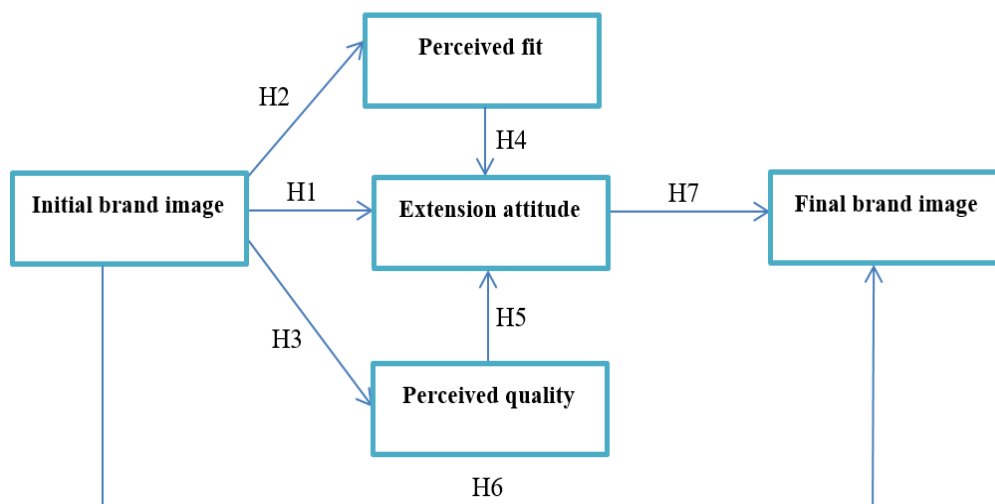 Perceived fit
H2
H4
Initial brand image
H1
Extension attitude
H7
Final brand image
H3
H5
Perceived quality
H6